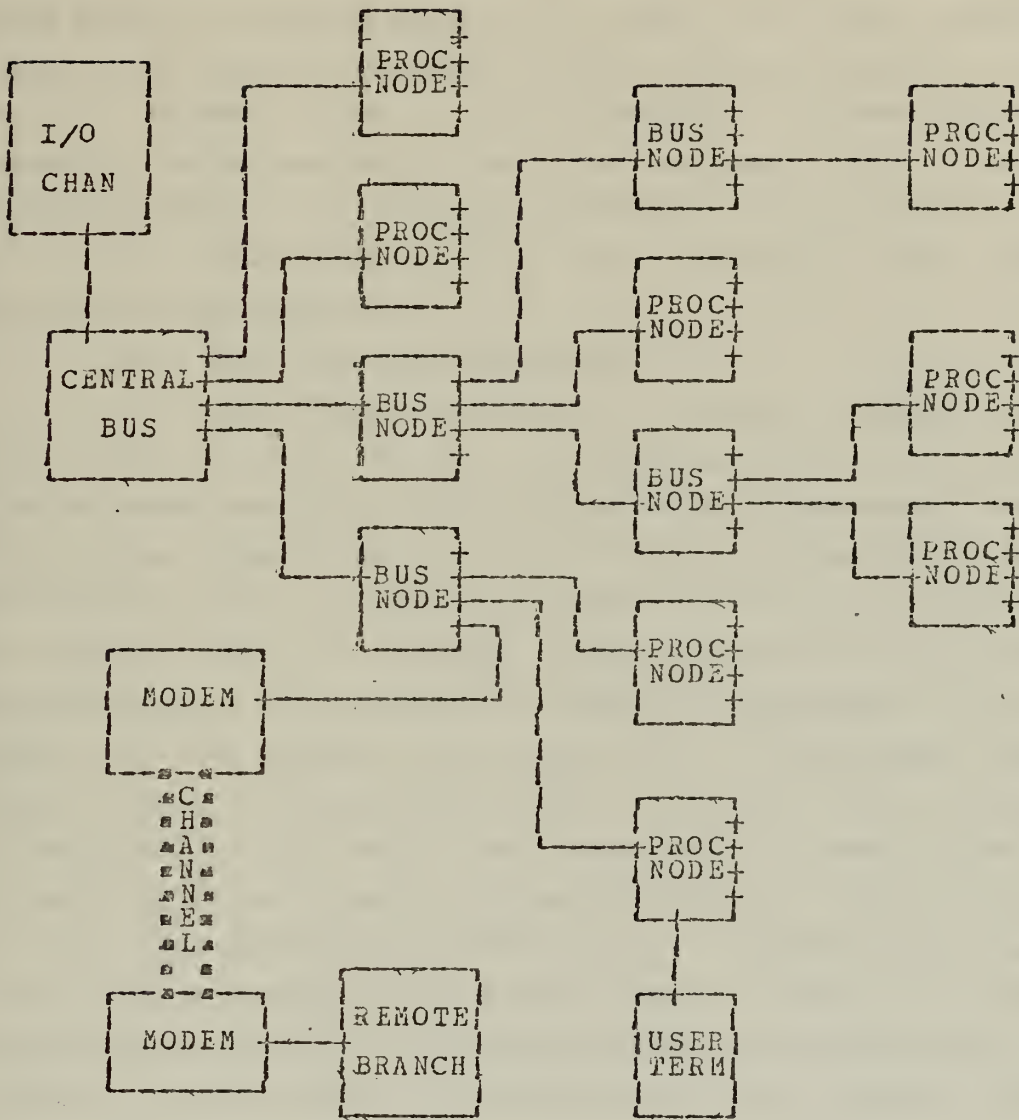 PROC
NODE
I/O
CHAN
BUS
NODE
PROC
NODE
PROC
NODE
PROC
NODE
CENTRAL
BUS
BUS
NODE
PROC
NODE
BUS
NODE
PROC
NODE
BUS
NODE
PROC
NODE
MODEM
CHANNEL
PROC
NODE
MODEM
REMOTE
BRANCH
USER
TERM